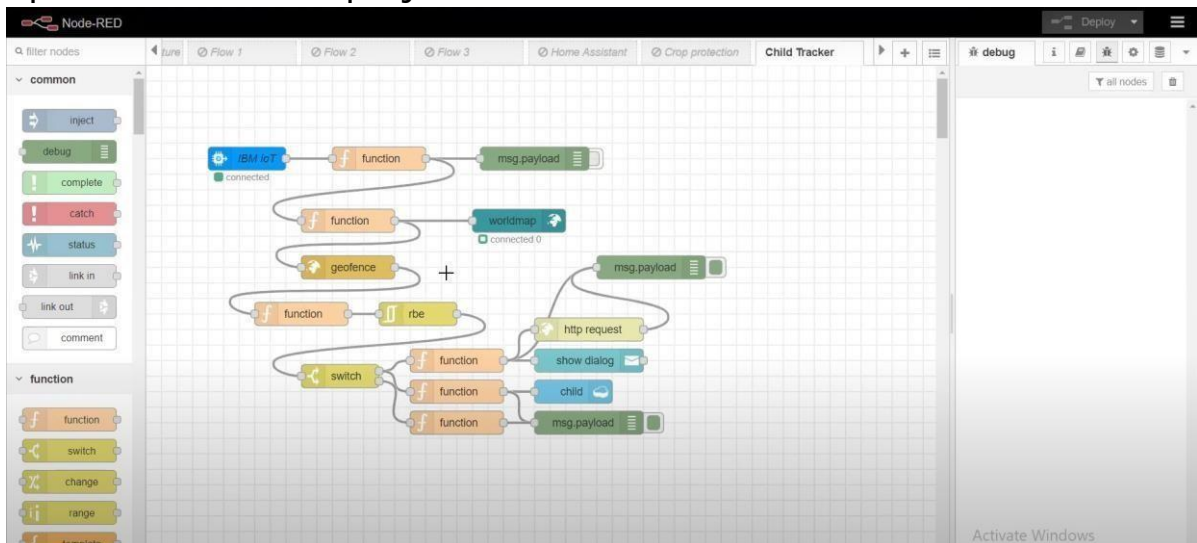 Node-RED
Deploy
filter nodes
ture
Flow 1
Flow 2
Flow 3
Home Assistant
Crop protection
Child Tracker
debug
i
all nodes
common
inject
debug
complete
catch
status
link in
link out
comment
function
function
switch
change
range
template
IBM IoT
connected
function
msg.payload
function
worldmap
connected 0
geofence
msg.payload
function
rbe
http request
function
show dialog
switch
function
child
function
msg.payload
Activate Windows